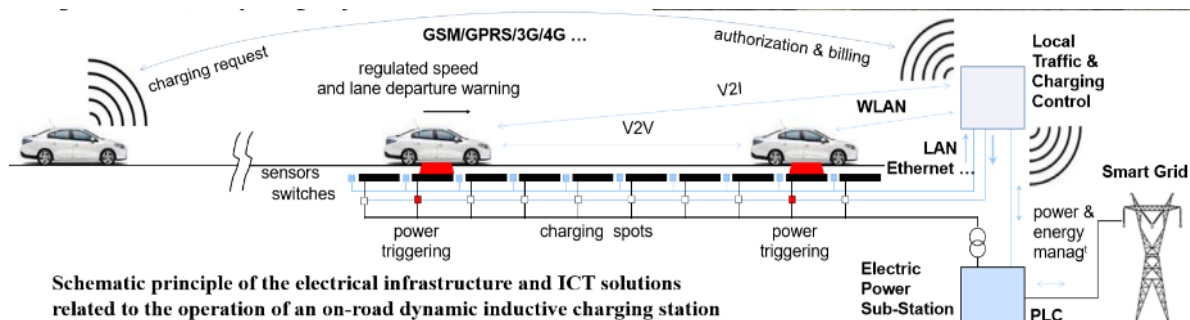 GSM/GPRS/3G/4G ...
charging request
authorization & billing
Local
Traffic &
Charging
Control
regulated speed
and lane departure warning
V2I
WLAN
V2V
LAN
Ethernet ...
sensors
switches
Smart Grid
power
triggering
charging spots
power
triggering
power &
energy
managᵗ
Electric
Power
Sub-Station
PLC
Schematic principle of the electrical infrastructure and ICT solutions
related to the operation of an on-road dynamic inductive charging station